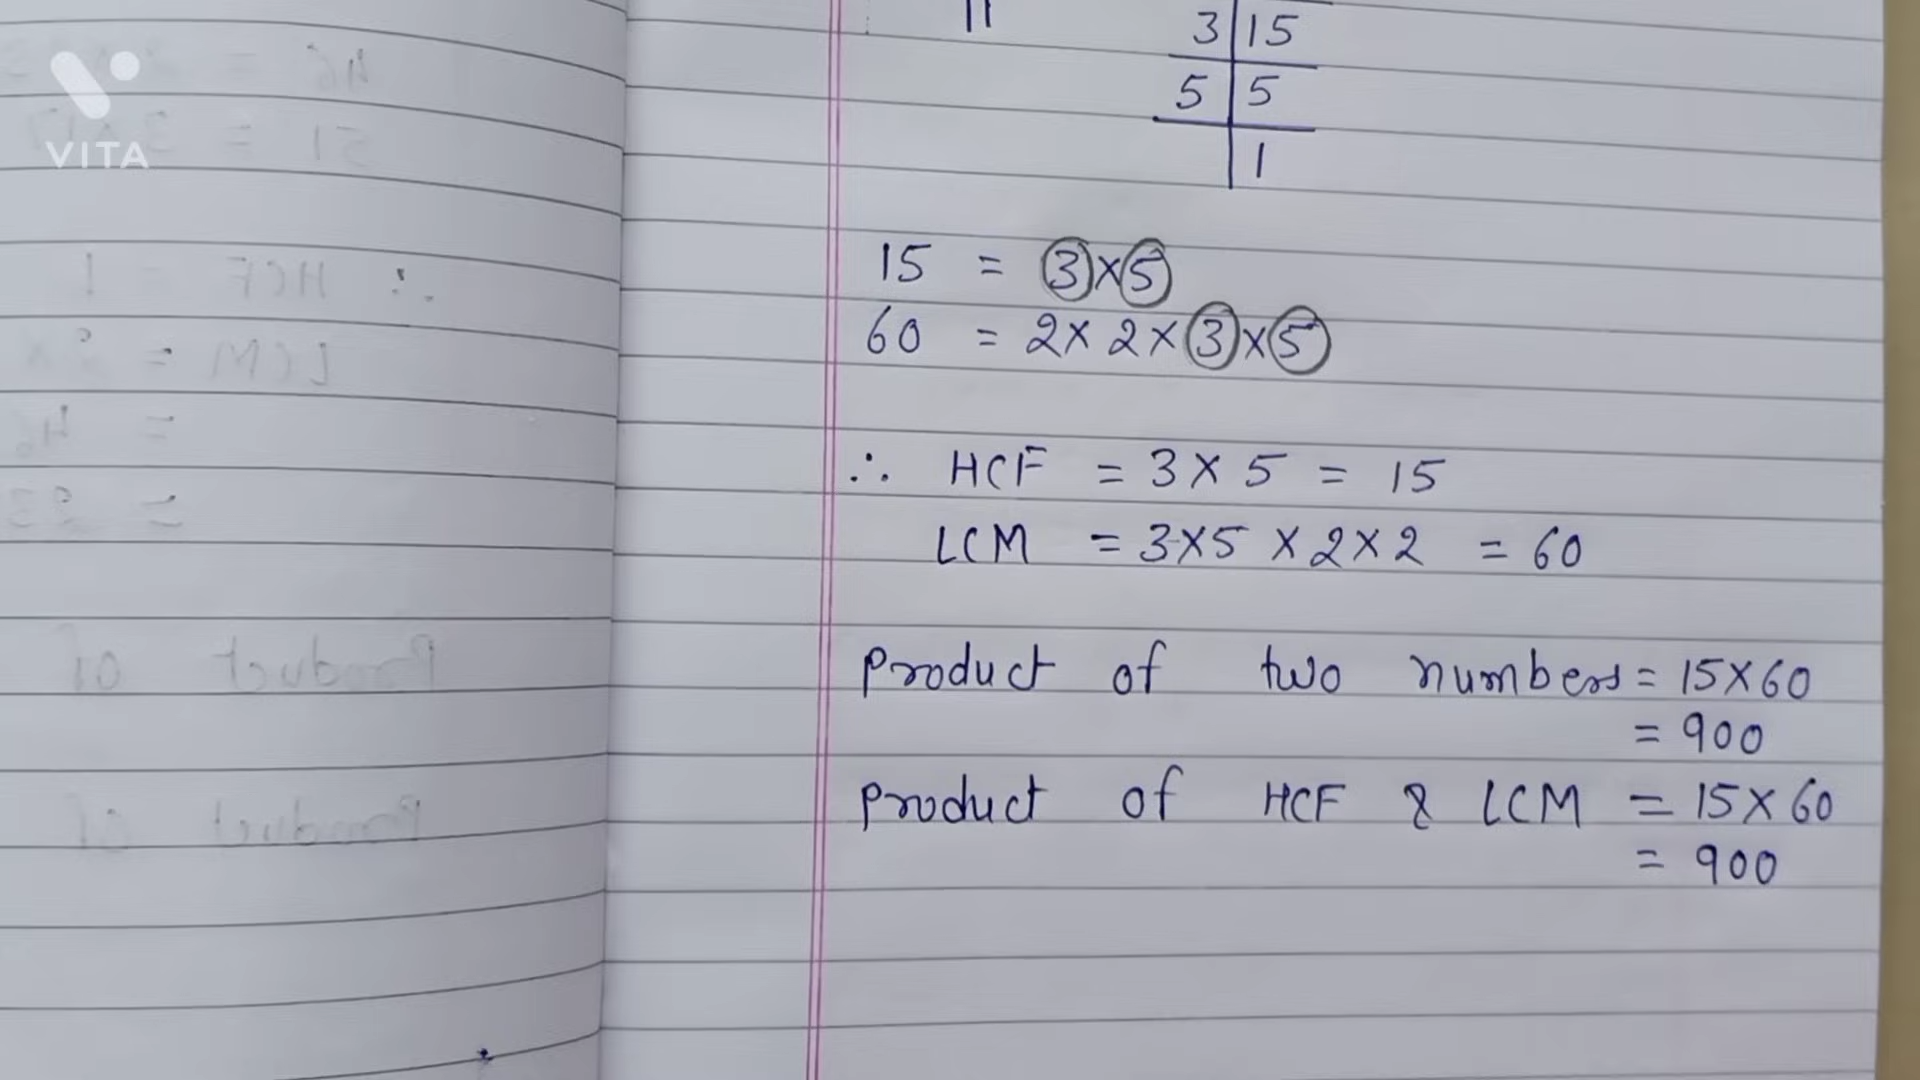 VITA
3 | 15
5 | 5
1
15 = 3 × 5
60 = 2 × 2 × 3 × 5
∴ HCF = 3 × 5 = 15
LCM = 3 × 5 × 2 × 2 = 60
Product of two numbers = 15 × 60
= 900
Product of HCF & LCM = 15 × 60
= 900